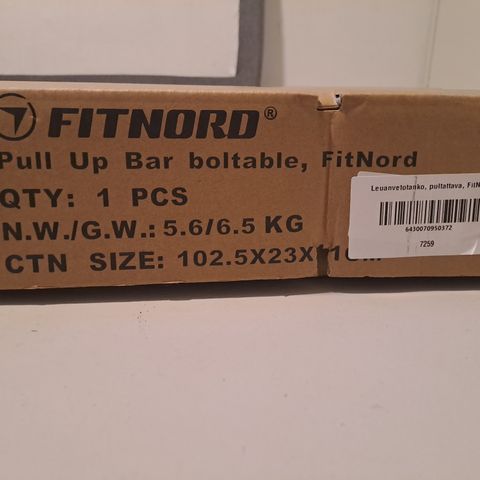 FITNORD®
Pull Up Bar boltable, FitNord
QTY: 1 PCS
N.W./G.W.: 5.6/6.5 KG
CTN SIZE: 102.5X23X11CM
Leuanvetotanko, pultattava, FitN
6430070950372
7259